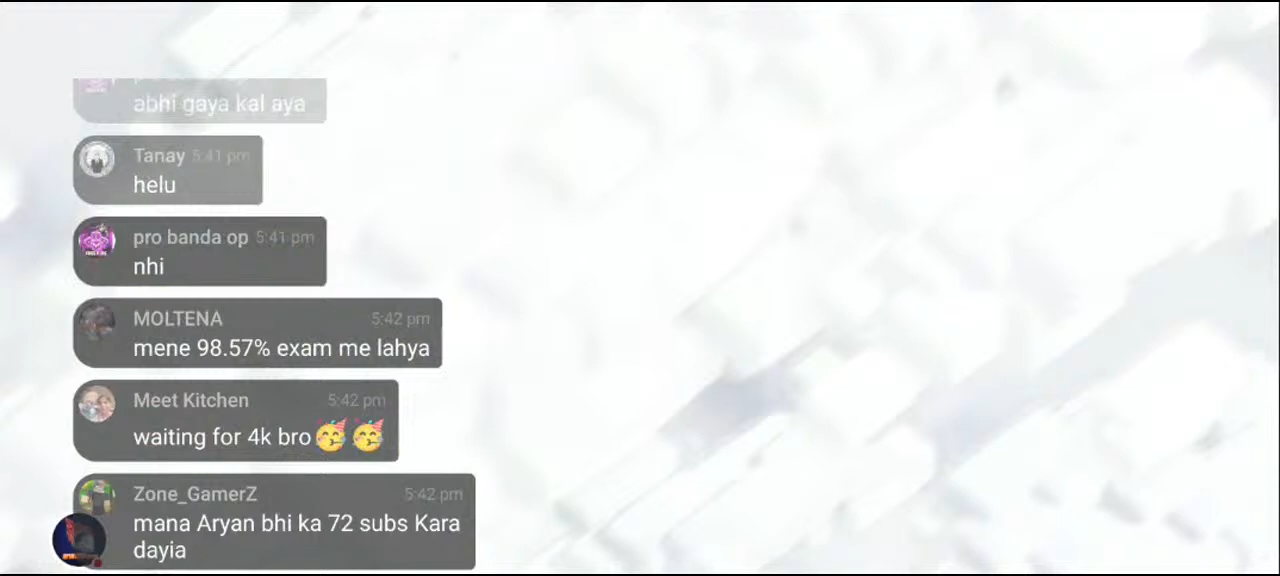 abhi gaya kal aya
Tanay 5:41 pm
helu
pro banda op 5:41 pm
nhi
MOLTENA 5:42 pm
mene 98.57% exam me lahya
Meet Kitchen 5:42 pm
waiting for 4k bro🥳🥳
Zone_GamerZ 5:42 pm
mana Aryan bhi ka 72 subs Kara
dayia